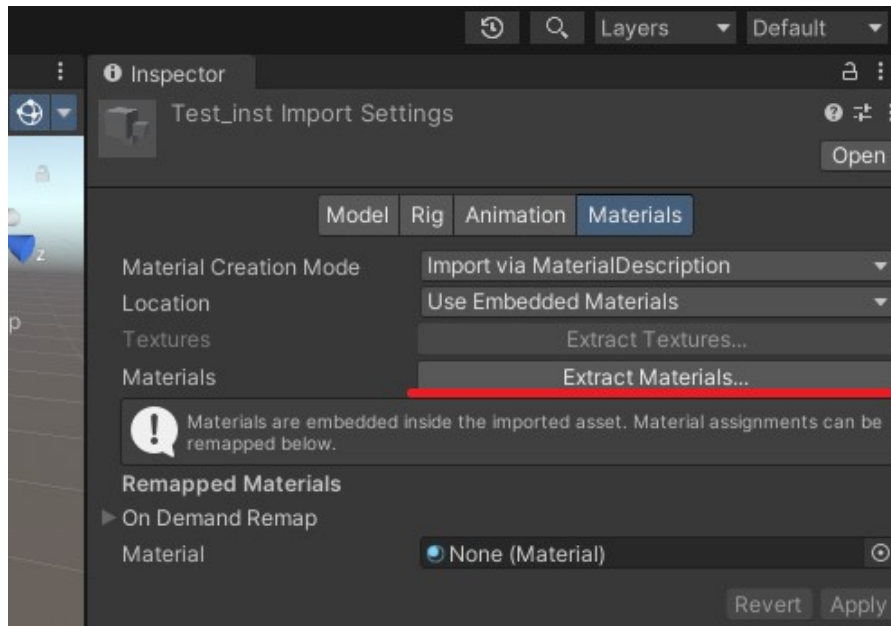 Layers Default
Inspector
Test_inst Import Settings
Open
Model Rig Animation Materials
Material Creation Mode Import via MaterialDescription
Location Use Embedded Materials
Textures Extract Textures...
Materials Extract Materials...
Materials are embedded inside the imported asset. Material assignments can be
remapped below.
Remapped Materials
On Demand Remap
Material None (Material)
Revert Apply
z
p